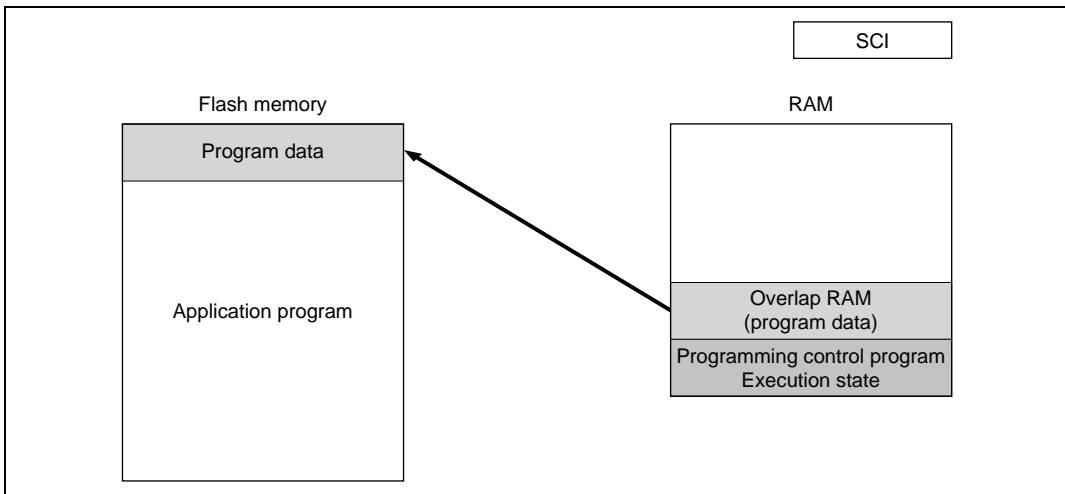 SCI
Flash memory
RAM
Program data
Application program
Overlap RAM
(program data)
Programming control program
Execution state